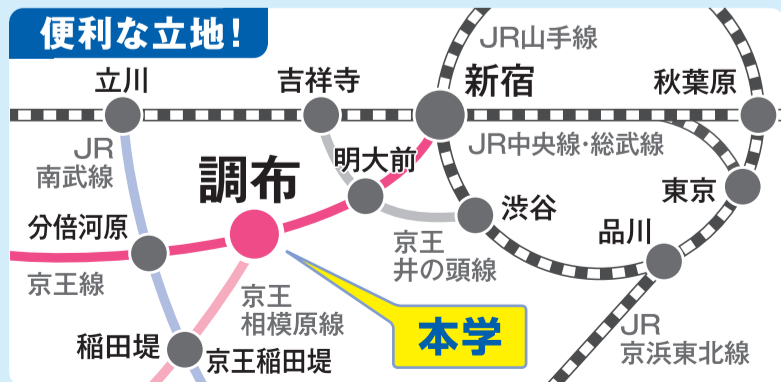 便利な立地!
JR山手線
立川
吉祥寺
新宿
秋葉原
JR
南武線
JR中央線・総武線
明大前
調布
東京
渋谷
分倍河原
品川
京王
井の頭線
京王線
京王
相模原線
本学
JR
京浜東北線
稲田堤
京王稲田堤